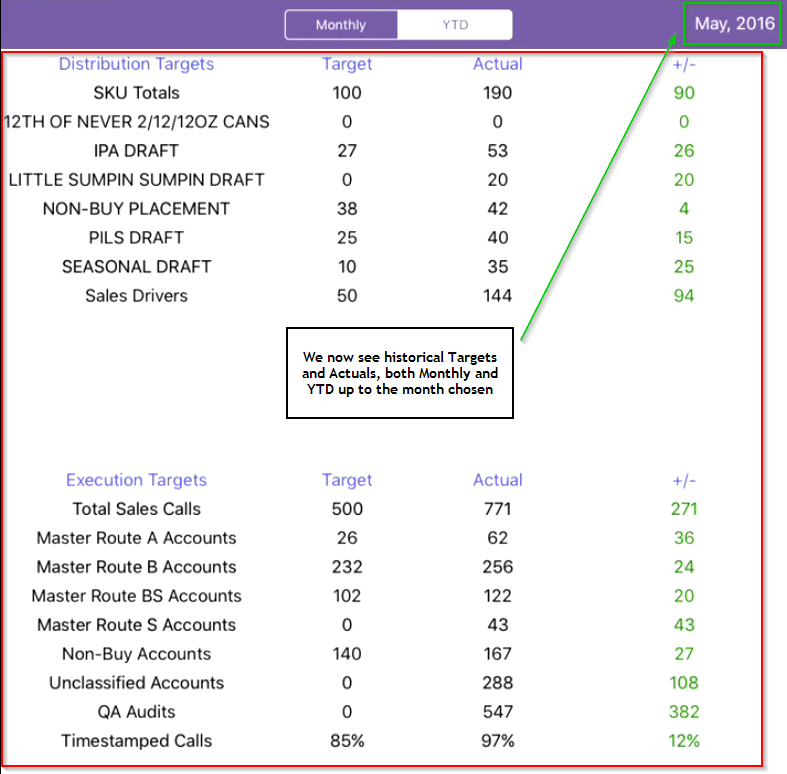 Monthly YTD May, 2016
Distribution Targets Target Actual +/-
SKU Totals 100 190 90
12TH OF NEVER 2/12/12OZ CANS 0 0 0
IPA DRAFT 27 53 26
LITTLE SUMPIN SUMPIN DRAFT 0 20 20
NON-BUY PLACEMENT 38 42 4
PILS DRAFT 25 40 15
SEASONAL DRAFT 10 35 25
Sales Drivers 50 144 94
We now see historical Targets
and Actuals, both Monthly and
YTD up to the month chosen
Execution Targets Target Actual +/-
Total Sales Calls 500 771 271
Master Route A Accounts 26 62 36
Master Route B Accounts 232 256 24
Master Route BS Accounts 102 122 20
Master Route S Accounts 0 43 43
Non-Buy Accounts 140 167 27
Unclassified Accounts 0 288 108
QA Audits 0 547 382
Timestamped Calls 85% 97% 12%